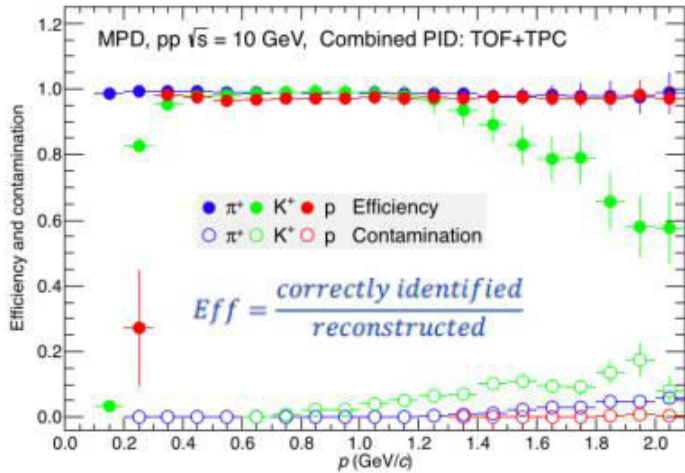 MPD, pp √s = 10 GeV, Combined PID: TOF+TPC
Efficiency and contamination
1.2
1.0
0.8
0.6
0.4
0.2
0.0
π⁺ K⁺ p Efficiency
π⁺ K⁺ p Contamination
Eff = correctly identified
reconstructed
0.0 0.2 0.4 0.6 0.8 1.0 1.2 1.4 1.6 1.8 2.0
p (GeV/c)